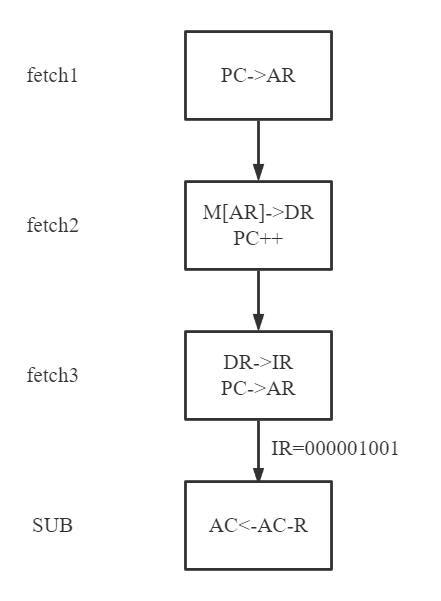 fetch1
PC->AR
fetch2
M[AR]->DR
PC++
fetch3
DR->IR
PC->AR
IR=000001001
SUB
AC<-AC-R